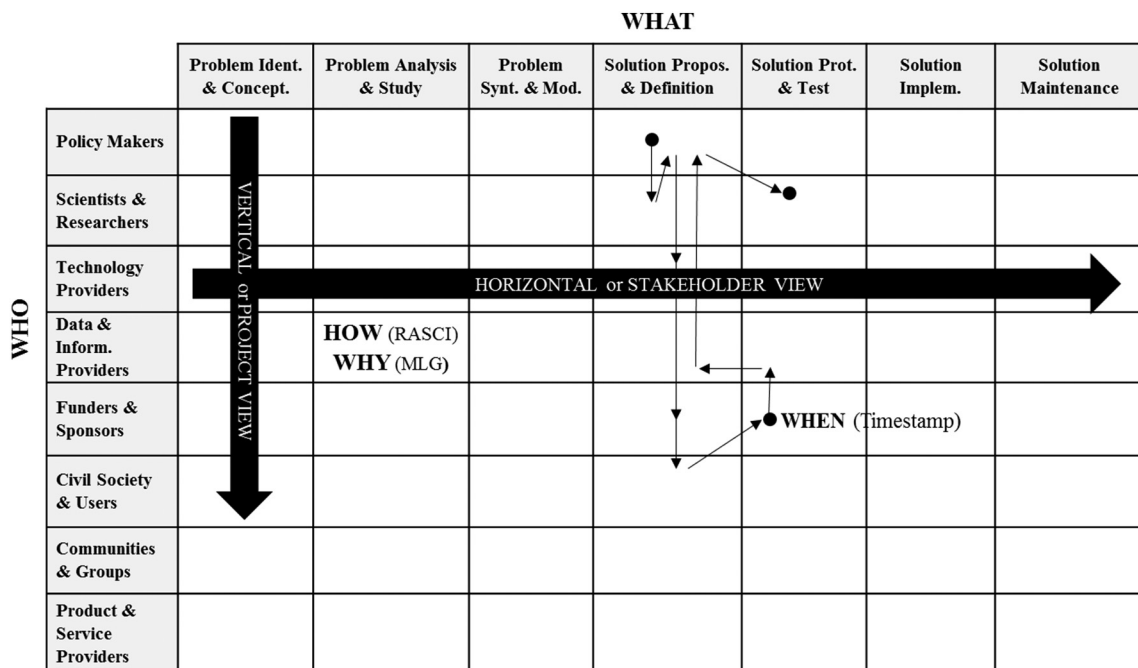 WHAT
Problem Ident.
& Concept.
Problem Analysis
& Study
Problem
Synt. & Mod.
Solution Propos.
& Definition
Solution Prot.
& Test
Solution
Implem.
Solution
Maintenance
WHO
Policy Makers
Scientists &
Researchers
Technology
Providers
Data &
Inform.
Providers
Funders &
Sponsors
Civil Society
& Users
Communities
& Groups
Product &
Service
Providers
VERTICAL or PROJECT VIEW
HORIZONTAL or STAKEHOLDER VIEW
HOW (RASCI)
WHY (MLG)
WHEN (Timestamp)